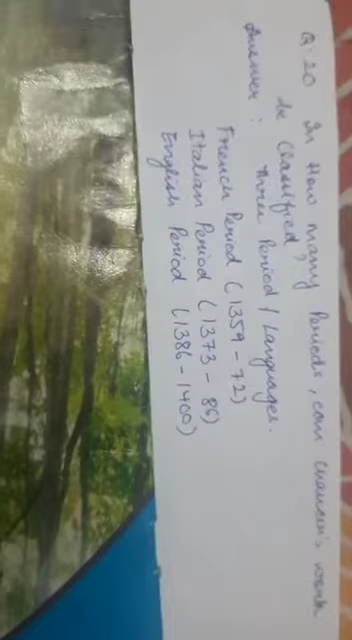 Q. 20 In How many Periods, can Chaucer's work
be Classified?
Answer : Three Period / Languages.
French Period (1359 - 72)
Italian Period (1373 - 86)
English Period (1386 - 1400)